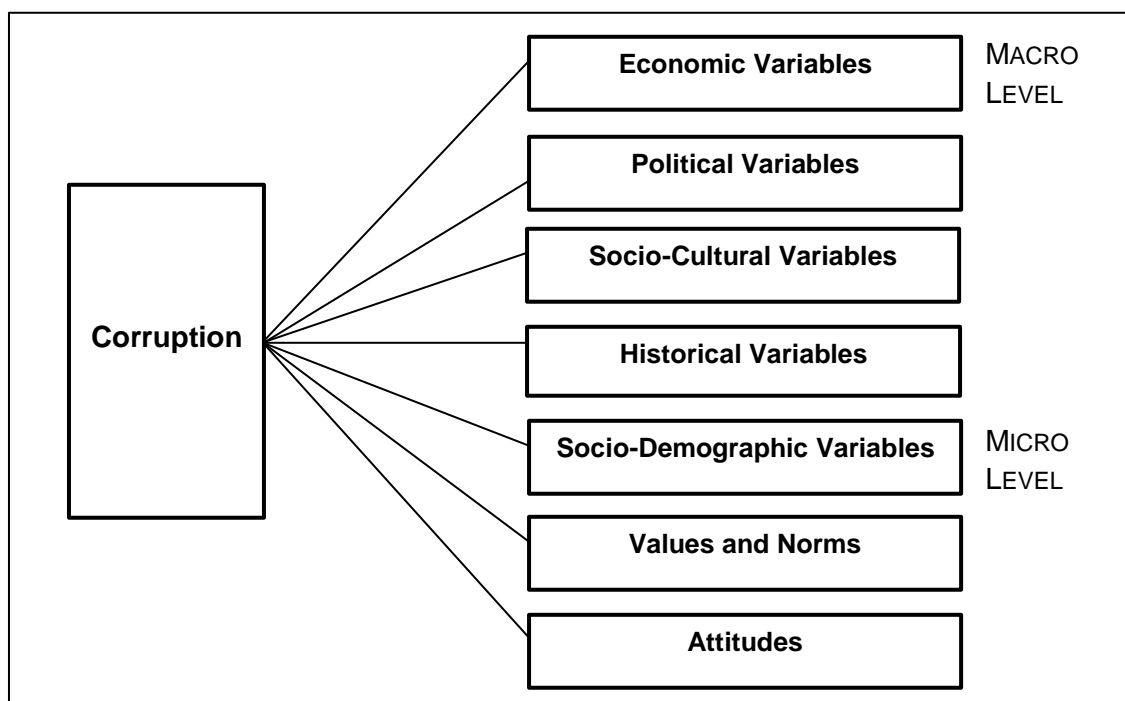 Economic Variables
MACRO
LEVEL
Political Variables
Socio-Cultural Variables
Corruption
Historical Variables
Socio-Demographic Variables
MICRO
LEVEL
Values and Norms
Attitudes